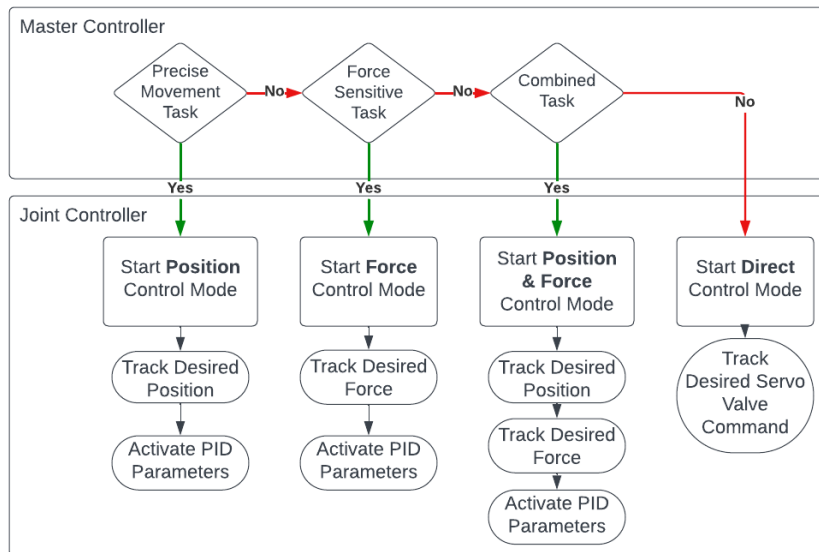 Master Controller
Precise
Movement
Task
No
Force
Sensitive
Task
No
Combined
Task
No
Yes
Yes
Yes
Joint Controller
Start Position
Control Mode
Start Force
Control Mode
Start Position
& Force
Control Mode
Start Direct
Control Mode
Track Desired
Position
Track Desired
Force
Track Desired
Position
Track
Desired Servo
Valve
Command
Activate PID
Parameters
Activate PID
Parameters
Track Desired
Force
Activate PID
Parameters